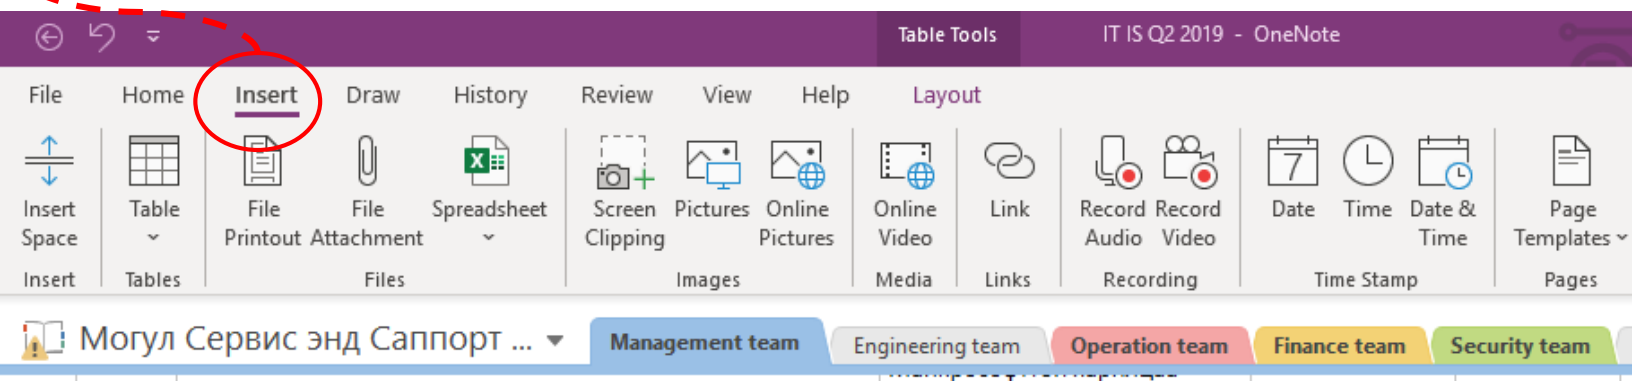 Table Tools IT IS Q2 2019 - OneNote
File Home Insert Draw History Review View Help Layout
7
Insert Space Table File Printout File Attachment Spreadsheet Screen Clipping Pictures Online Pictures Online Video Link Record Audio Record Video Date Time Date & Time Page Templates
Insert Tables Files Images Media Links Recording Time Stamp Pages
Могул Сервис энд Саппорт ... Management team Engineering team Operation team Finance team Security team